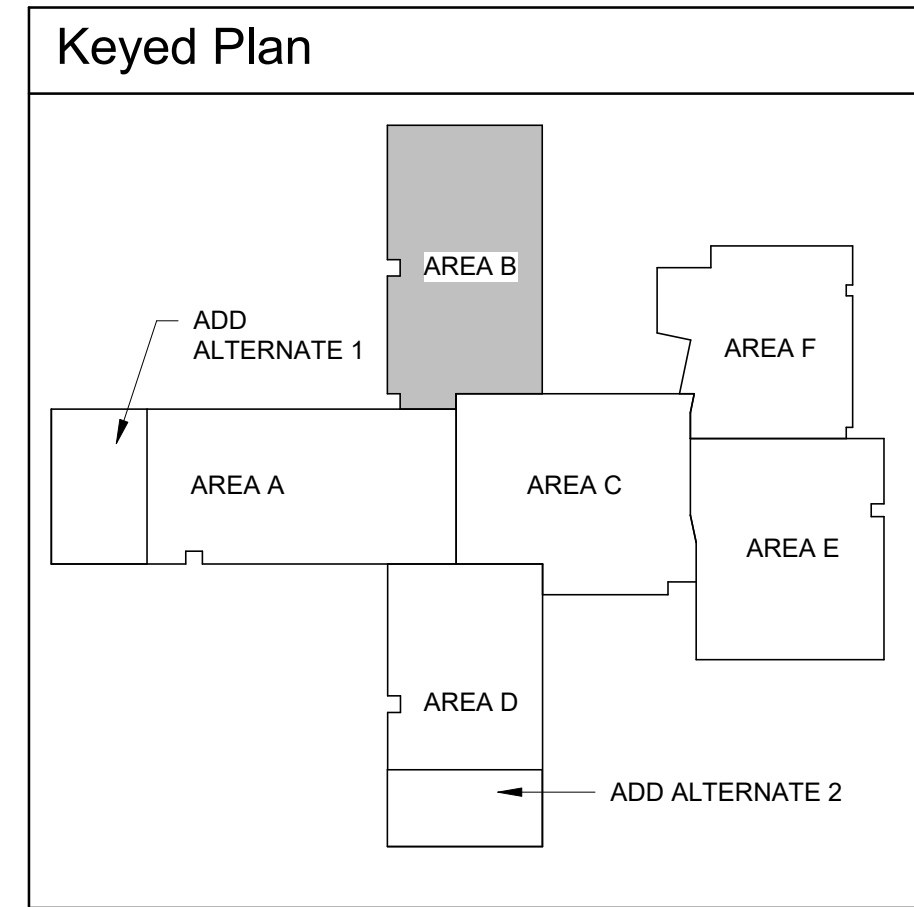 Keyed Plan
AREA B
ADD
ALTERNATE 1
AREA F
AREA A
AREA C
AREA E
AREA D
ADD ALTERNATE 2